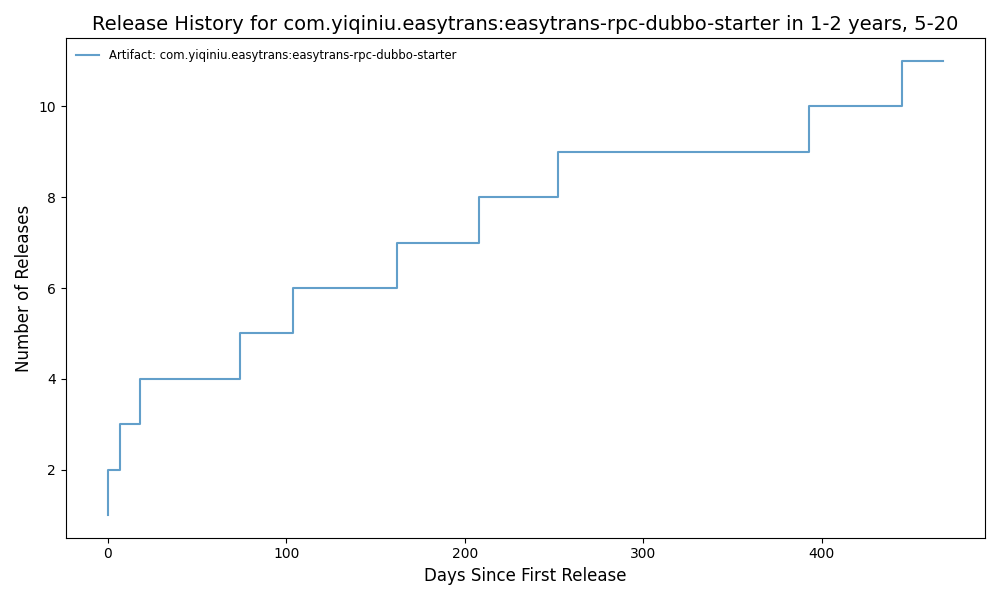 Release History for com.yiqiniu.easytrans:easytrans-rpc-dubbo-starter in 1-2 years, 5-20
Artifact: com.yiqiniu.easytrans:easytrans-rpc-dubbo-starter
Number of Releases
10
8
6
4
2
0
100
200
300
400
Days Since First Release